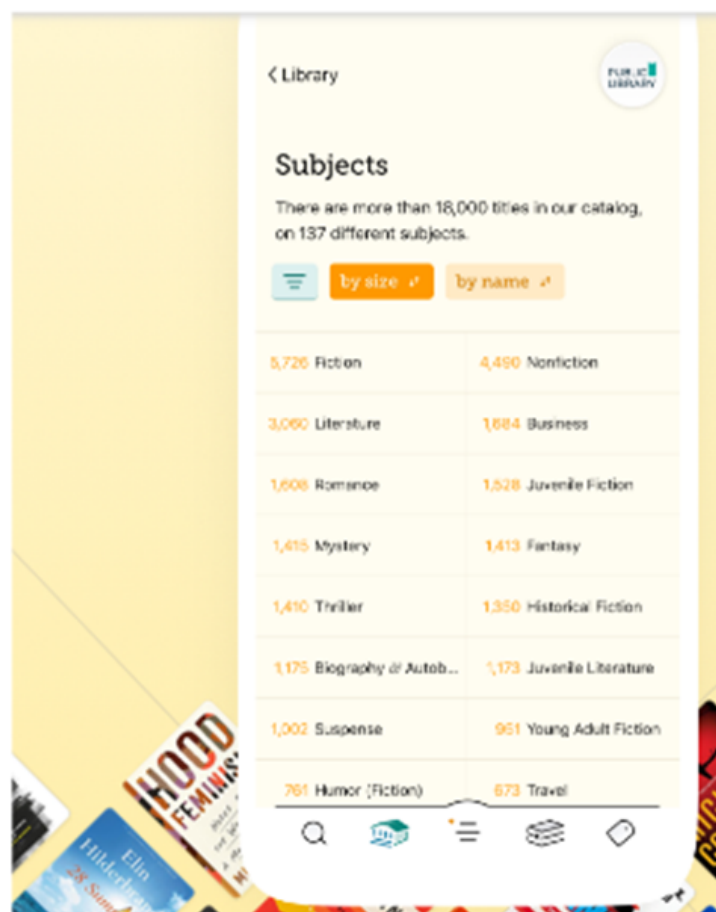 Library
PUBLIC
LIBRARY
Subjects
There are more than 18,000 titles in our catalog,
on 137 different subjects.
by size
by name
5,726 Fiction
4,490 Nonfiction
3,060 Literature
1,684 Business
1,608 Romance
1,528 Juvenile Fiction
1,415 Mystery
1,413 Fantasy
1,410 Thriller
1,350 Historical Fiction
1,175 Biography & Autob...
1,173 Juvenile Literature
1,002 Suspense
951 Young Adult Fiction
761 Humor (Fiction)
673 Travel
HOOD
FEMINIS
Elin
Hilderbra
28 Summ